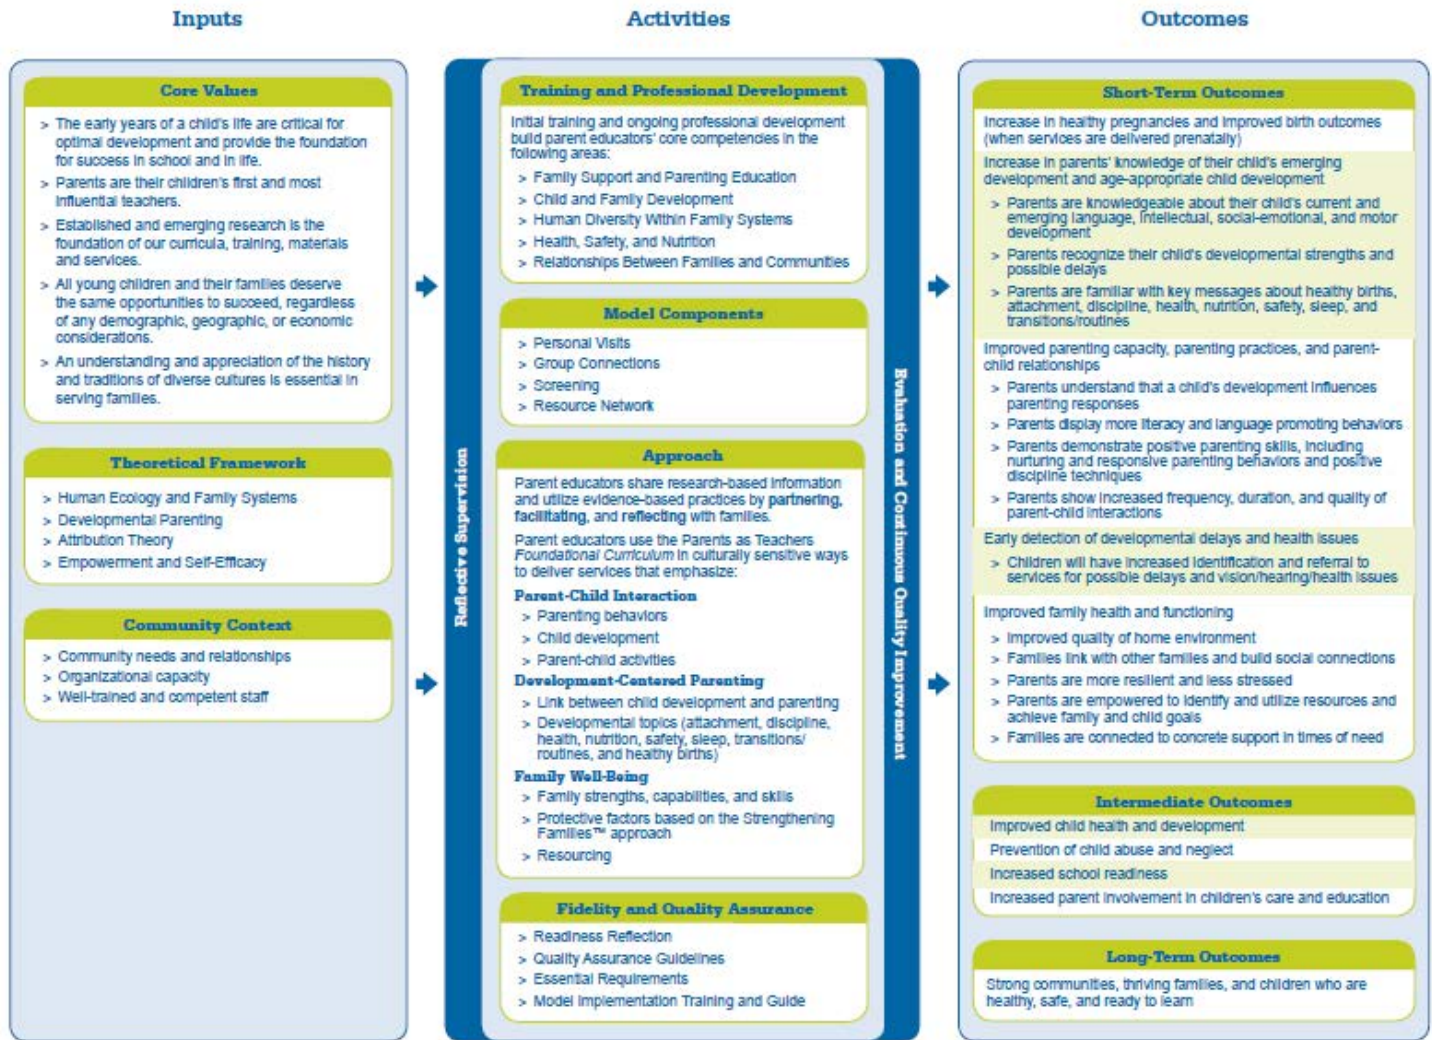 Inputs
Core Values
> The early years of a child's life are critical for
optimal development and provide the foundation
for success in school and in life.
> Parents are their children's first and most
influential teachers.
> Established and emerging research is the
foundation of our curricula, training, materials
and services.
> All young children and their families deserve
the same opportunities to succeed, regardless
of any demographic, geographic, or economic
considerations.
> An understanding and appreciation of the history
and traditions of diverse cultures is essential in
serving families.
Theoretical Framework
> Human Ecology and Family Systems
> Developmental Parenting
> Attribution Theory
> Empowerment and Self-Efficacy
Community Context
> Community needs and relationships
> Organizational capacity
> Well-trained and competent staff
Activities
Reflective Supervision
Training and Professional Development
Initial training and ongoing professional development
build parent educators' core competencies in the
following areas:
> Family Support and Parenting Education
> Child and Family Development
> Human Diversity Within Family Systems
> Health, Safety, and Nutrition
> Relationships Between Families and Communities
Model Components
> Personal Visits
> Group Connections
> Screening
> Resource Network
Approach
Parent educators share research-based information
and utilize evidence-based practices by partnering,
facilitating, and reflecting with families.
Parent educators use the Parents as Teachers
Foundational Curriculum in culturally sensitive ways
to deliver services that emphasize:
Parent-Child Interaction
> Parenting behaviors
> Child development
> Parent-child activities
Development-Centered Parenting
> Link between child development and parenting
> Developmental topics (attachment, discipline,
health, nutrition, safety, sleep, transitions/
routines, and healthy births)
Family Well-Being
> Family strengths, capabilities, and skills
> Protective factors based on the Strengthening
Families™ approach
> Resourcing
Fidelity and Quality Assurance
> Readiness Reflection
> Quality Assurance Guidelines
> Essential Requirements
> Model Implementation Training and Guide
Evaluation and Continuous Quality Improvement
Outcomes
Short-Term Outcomes
Increase in healthy pregnancies and improved birth outcomes
(when services are delivered prenatally)
Increase in parents' knowledge of their child's emerging
development and age-appropriate child development
> Parents are knowledgeable about their child's current and
emerging language, intellectual, social-emotional, and motor
development
> Parents recognize their child's developmental strengths and
possible delays
> Parents are familiar with key messages about healthy births,
attachment, discipline, health, nutrition, safety, sleep, and
transitions/routines
Improved parenting capacity, parenting practices, and parent-
child relationships
> Parents understand that a child's development influences
parenting responses
> Parents display more literacy and language promoting behaviors
> Parents demonstrate positive parenting skills, including
nurturing and responsive parenting behaviors and positive
discipline techniques
> Parents show increased frequency, duration, and quality of
parent-child interactions
Early detection of developmental delays and health issues
> Children will have increased identification and referral to
services for possible delays and vision/hearing/health issues
Improved family health and functioning
> Improved quality of home environment
> Families link with other families and build social connections
> Parents are more resilient and less stressed
> Parents are empowered to identify and utilize resources and
achieve family and child goals
> Families are connected to concrete support in times of need
Intermediate Outcomes
Improved child health and development
Prevention of child abuse and neglect
Increased school readiness
Increased parent involvement in children's care and education
Long-Term Outcomes
Strong communities, thriving families, and children who are
healthy, safe, and ready to learn